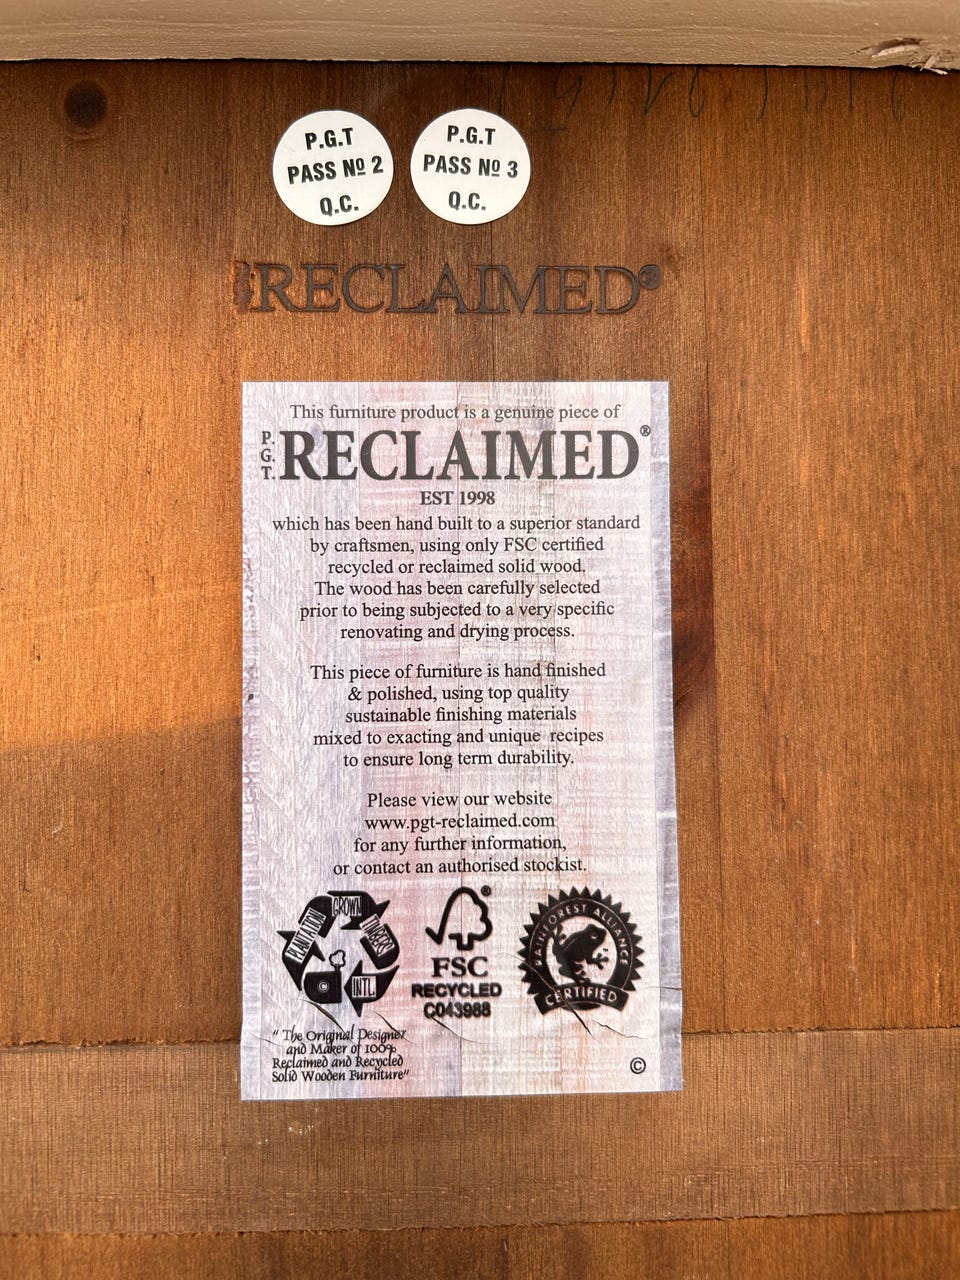 P.G.T
PASS Nº 2
Q.C.
P.G.T
PASS Nº 3
Q.C.
RECLAIMED®
This furniture product is a genuine piece of
P.G.T. RECLAIMED®
EST 1998
which has been hand built to a superior standard
by craftsmen, using only FSC certified
recycled or reclaimed solid wood.
The wood has been carefully selected
prior to being subjected to a very specific
renovating and drying process.
This piece of furniture is hand finished
& polished, using top quality
sustainable finishing materials
mixed to exacting and unique recipes
to ensure long term durability.
Please view our website
www.pgt-reclaimed.com
for any further information,
or contact an authorised stockist.
PLANTATION GROWN TIMBERS INTL.
©
FSC®
RECYCLED
C043988
RAINFOREST ALLIANCE
CERTIFIED
"The Original Designer
and Maker of 100%
Reclaimed and Recycled
Solid Wooden Furniture"
©